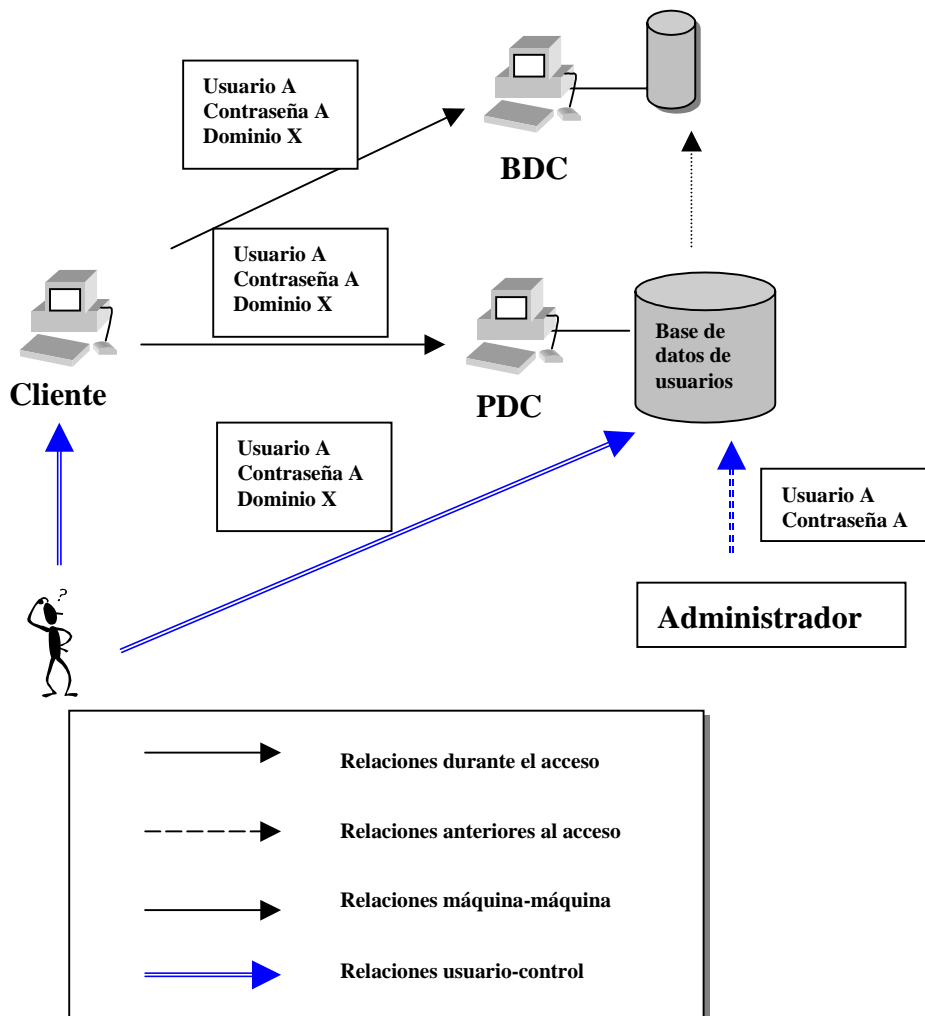 Usuario A
Contraseña A
Dominio X
BDC
Usuario A
Contraseña A
Dominio X
Base de
datos de
usuarios
Cliente
PDC
Usuario A
Contraseña A
Dominio X
Usuario A
Contraseña A
?
Administrador
Relaciones durante el acceso
Relaciones anteriores al acceso
Relaciones máquina-máquina
Relaciones usuario-control